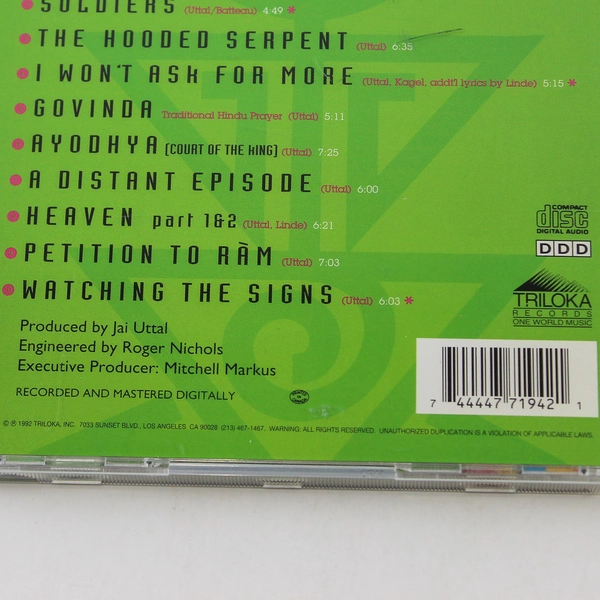 SOLDIERS (Uttal/Batteau) 4:49 *
THE HOODED SERPENT (Uttal) 6:35
I WON'T ASK FOR MORE (Uttal, Kagel, addt'l lyrics by Linde) 5:15 *
GOVINDA Traditional Hindu Prayer (Uttal) 5:11
AYODHYA [COURT OF THE KING] (Uttal) 7:25
A DISTANT EPISODE (Uttal) 6:00
HEAVEN part 1&2 (Uttal, Linde) 6:21
PETITION TO RÀM (Uttal) 7:03
WATCHING THE SIGNS (Uttal) 6:03 *
COMPACT
disc
DIGITAL AUDIO
DDD
TRILOKA
RECORDS
ONE WORLD MUSIC
Produced by Jai Uttal
Engineered by Roger Nichols
Executive Producer: Mitchell Markus
RECORDED AND MASTERED DIGITALLY
7 44447 71942 1
© ℗ 1992 TRILOKA, INC. 7033 SUNSET BLVD., LOS ANGELES CA 90028 (213) 467-1467. WARNING: ALL RIGHTS RESERVED. UNAUTHORIZED DUPLICATION IS A VIOLATION OF APPLICABLE LAWS.